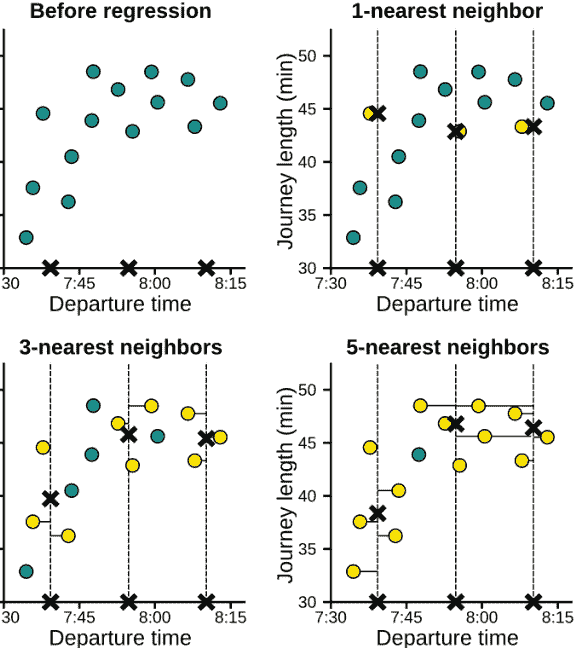 Before regression
1-nearest neighbor
50
45
40
35
30
Journey length (min)
30 7:45 8:00 8:15
7:30 7:45 8:00 8:15
Departure time
Departure time
3-nearest neighbors
5-nearest neighbors
50
45
40
35
30
Journey length (min)
30 7:45 8:00 8:15
7:30 7:45 8:00 8:15
Departure time
Departure time